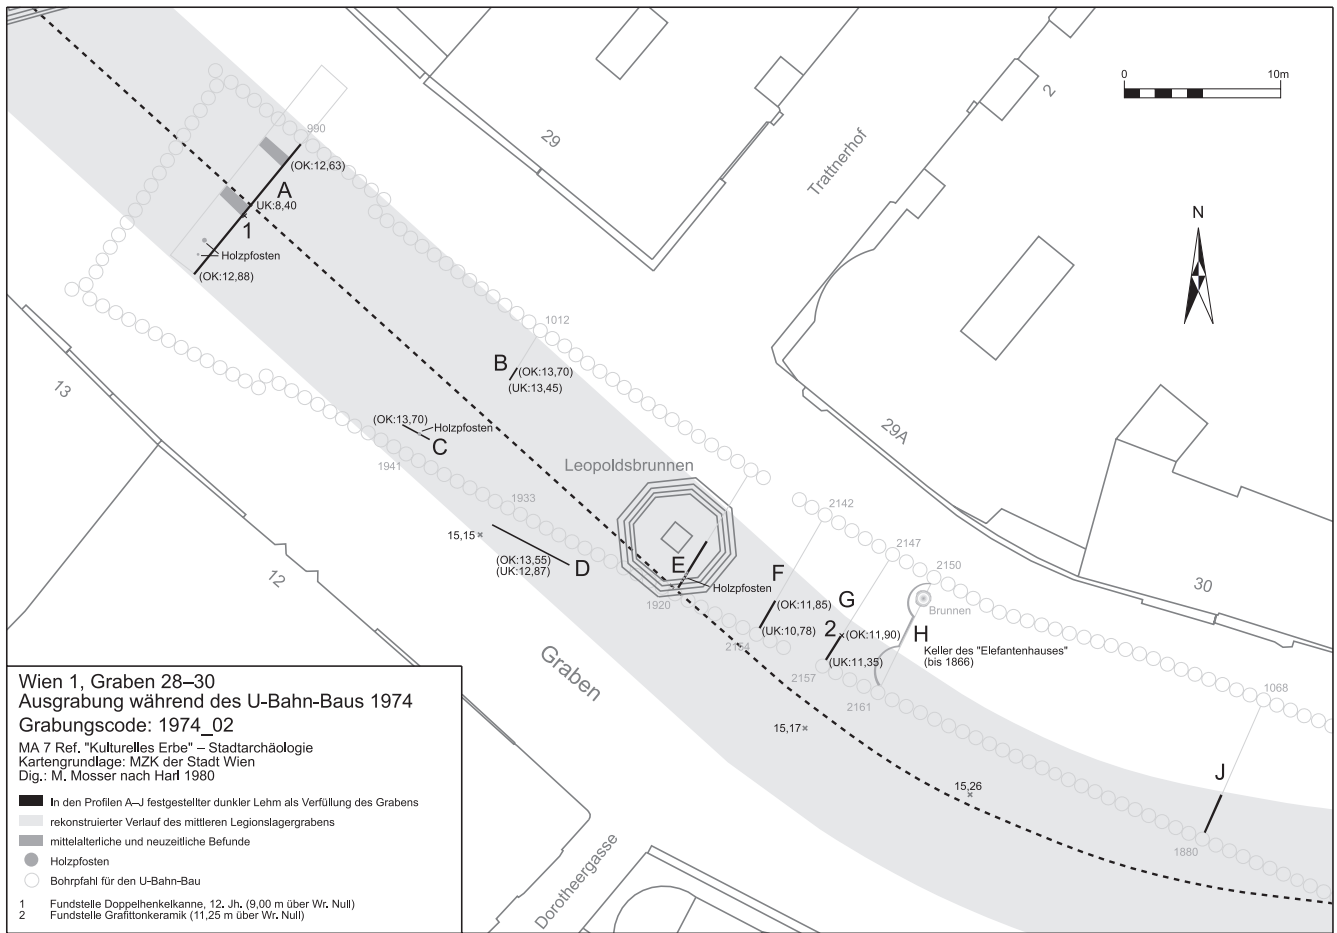 0 10m
2
N
29
Trattnerhof
990
(OK:12,63)
A
UK:8,40
1
Holzpfosten
(OK:12,88)
1012
B
(OK:13,70)
(UK:13,45)
13
29A
(OK:13,70)
Holzpfosten
C
1941
Leopoldsbrunnen
1933
2142
15,15
2147
(OK:13,55)
(UK:12,87)
D
E
F
2150
30
Holzpfosten
12
1920
(OK:11,85)
G
Brunnen
(UK:10,78)
2
(OK:11,90)
H
2154
Keller des "Elefantenhauses"
(bis 1866)
(UK:11,35)
Graben
2157
2161
1068
15,17
J
15,26
1880
Dorotheergasse
Wien 1, Graben 28–30
Ausgrabung während des U-Bahn-Baus 1974
Grabungscode: 1974_02
MA 7 Ref. "Kulturelles Erbe" – Stadtarchäologie
Kartengrundlage: MZK der Stadt Wien
Dig.: M. Mosser nach Harl 1980
In den Profilen A–J festgestellter dunkler Lehm als Verfüllung des Grabens
rekonstruierter Verlauf des mittleren Legionslagergrabens
mittelalterliche und neuzeitliche Befunde
Holzpfosten
Bohrpfahl für den U-Bahn-Bau
1 Fundstelle Doppelhenkelkanne, 12. Jh. (9,00 m über Wr. Null)
2 Fundstelle Grafittonkeramik (11,25 m über Wr. Null)